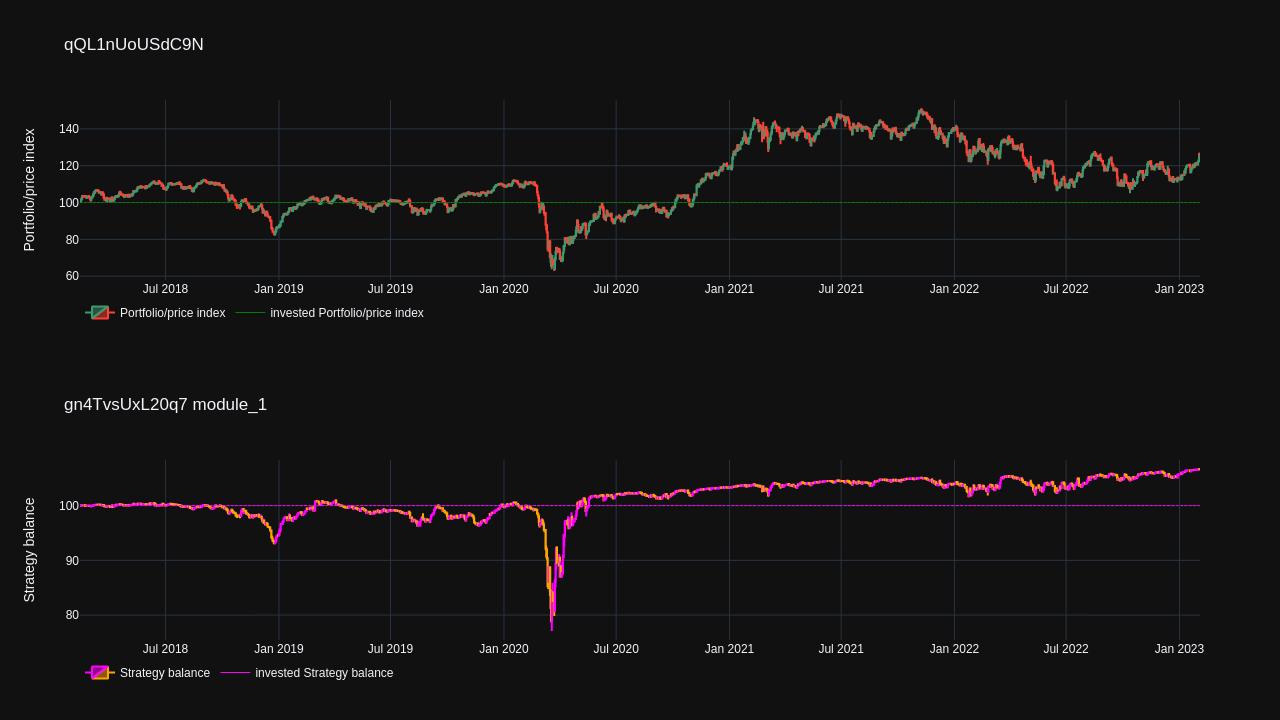 qQL1nUoUSdC9N
Portfolio/price index
140
120
100
80
60
Jul 2018 Jan 2019 Jul 2019 Jan 2020 Jul 2020 Jan 2021 Jul 2021 Jan 2022 Jul 2022 Jan 2023
Portfolio/price index invested Portfolio/price index
gn4TvsUxL20q7 module_1
Strategy balance
100
90
80
Jul 2018 Jan 2019 Jul 2019 Jan 2020 Jul 2020 Jan 2021 Jul 2021 Jan 2022 Jul 2022 Jan 2023
Strategy balance invested Strategy balance